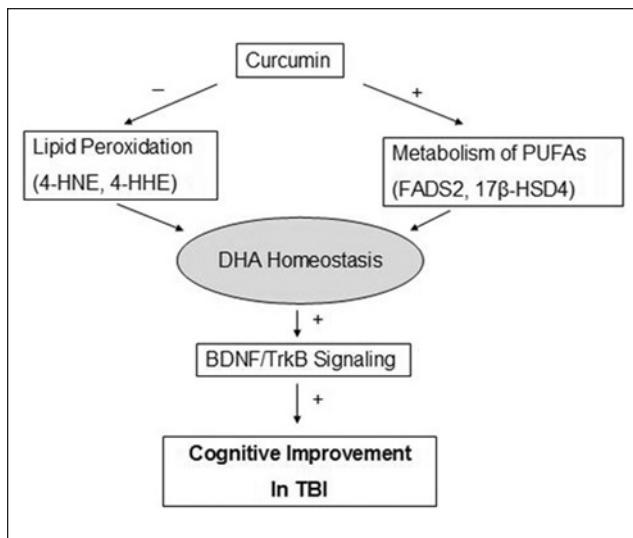 Curcumin
–
+
Lipid Peroxidation
(4-HNE, 4-HHE)
Metabolism of PUFAs
(FADS2, 17β-HSD4)
DHA Homeostasis
+
BDNF/TrkB Signaling
+
Cognitive Improvement
In TBI